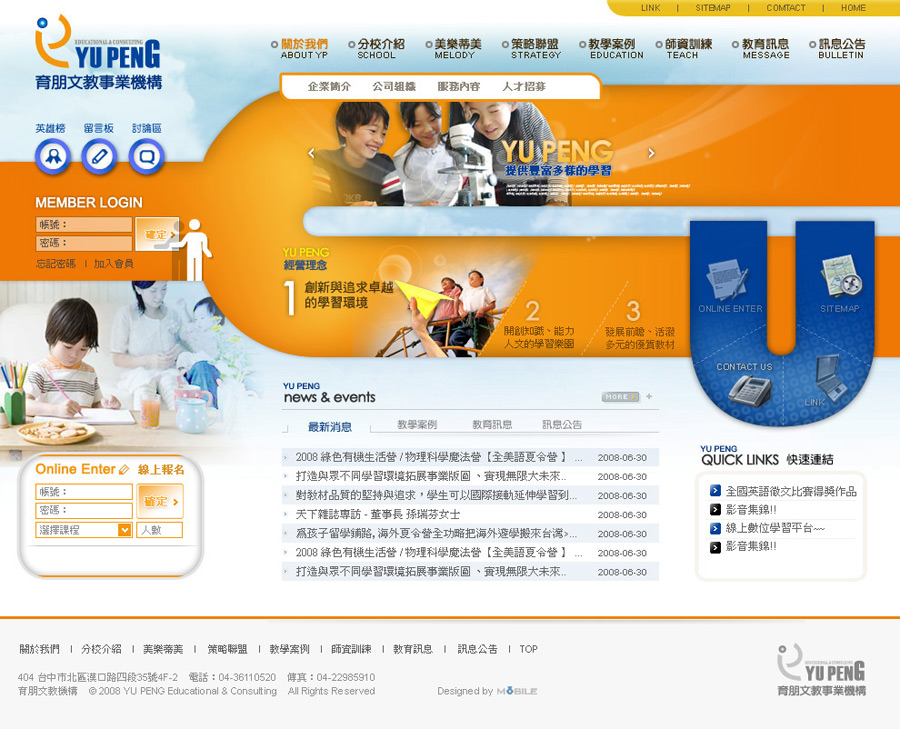 LINK | SITEMAP | COMTACT | HOME
EDUCATIONAL & CONSULTING
YU PENG
育朋文教事業機構
關於我們 分校介紹 美樂蒂美 策略聯盟 教學案例 師資訓練 教育訊息 訊息公告
ABOUT YP SCHOOL MELODY STRATEGY EDUCATION TEACH MESSAGE BULLETIN
企業簡介 公司組織 服務內容 人才招募
英雄榜 留言板 討論區
YU PENG
提供豐富多樣的學習
MEMBER LOGIN
帳號：
密碼：
確定
忘記密碼 | 加入會員
YU PENG
經營理念
1 創新與追求卓越
的學習環境
2
開創知識、能力
人文的學習樂園
3
發展前瞻、活潑
多元的優質教材
ONLINE ENTER
SITEMAP
CONTACT US
LINK
YU PENG
news & events
MORE
最新消息 教學案例 教育訊息 訊息公告
2008 綠色有機生活營 / 物理科學魔法營【全美語夏令營 】 ... 2008-06-30
打造與眾不同學習環境拓展事業版圖 、實現無限大未來.. 2008-06-30
對教材品質的堅持與追求，學生可以國際接軌延伸學習到... 2008-06-30
天下雜誌專訪 - 董事長 孫瑞芬女士 2008-06-30
為孩子留學鋪路, 海外夏令營全功略把海外遊學搬來台灣>... 2008-06-30
2008 綠色有機生活營 / 物理科學魔法營【全美語夏令營 】 ... 2008-06-30
打造與眾不同學習環境拓展事業版圖 、實現無限大未來.. 2008-06-30
YU PENG
QUICK LINKS 快速連結
全國英語徵文比賽得獎作品
影音集錦!!
線上數位學習平台~~
影音集錦!!
Online Enter 線上報名
帳號：
密碼：
確定
選擇課程 人數
關於我們 | 分校介紹 | 美樂蒂美 | 策略聯盟 | 教學案例 | 師資訓練 | 教育訊息 | 訊息公告 | TOP
404 台中市北區漢口路四段35號4F-2 電話：04-36110520 傳真：04-22985910
育朋文教機構 © 2008 YU PENG Educational & Consulting All Rights Reserved
Designed by MOBILE
EDUCATIONAL & CONSULTING
YU PENG
育朋文教事業機構